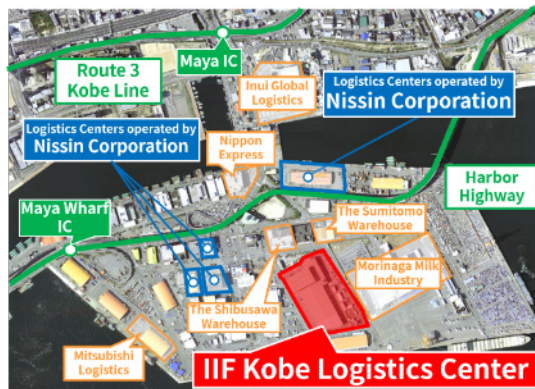 Route 3
Kobe Line
Maya IC
Inui Global
Logistics
Logistics Centers operated by
Nissin Corporation
Logistics Centers operated by
Nissin Corporation
Nippon
Express
Harbor
Highway
Maya Wharf
IC
The Sumitomo
Warehouse
Morinaga Milk
Industry
The Shibusawa
Warehouse
Mitsubishi
Logistics
IIF Kobe Logistics Center